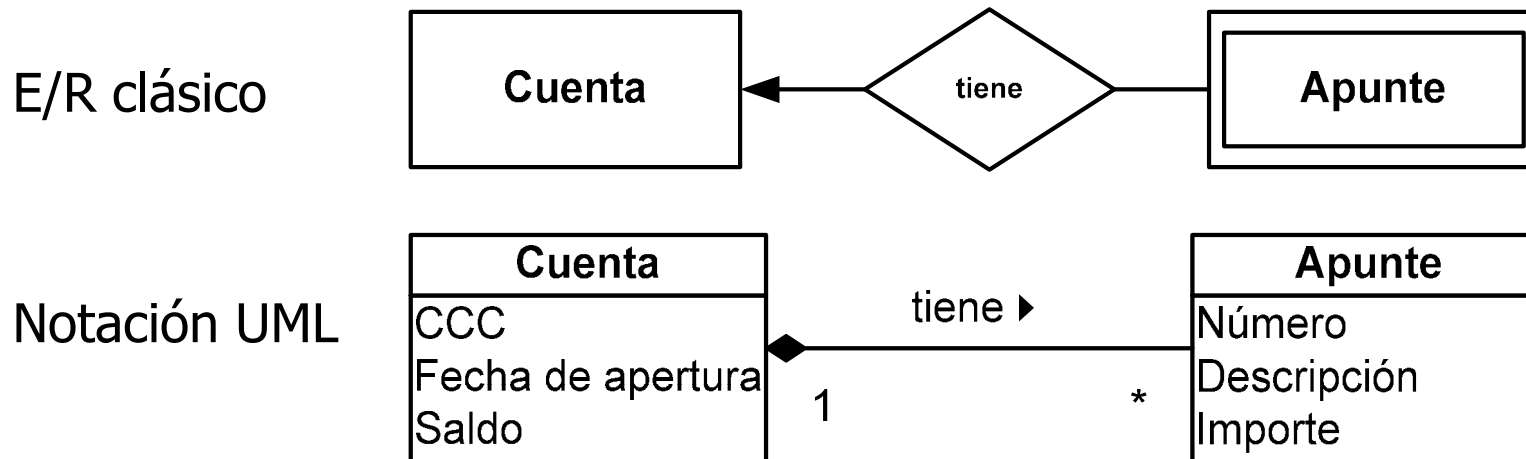 E/R clásico
Cuenta
tiene
Apunte
Notación UML
Cuenta
CCC
Fecha de apertura
Saldo
tiene
1
*
Apunte
Número
Descripción
Importe